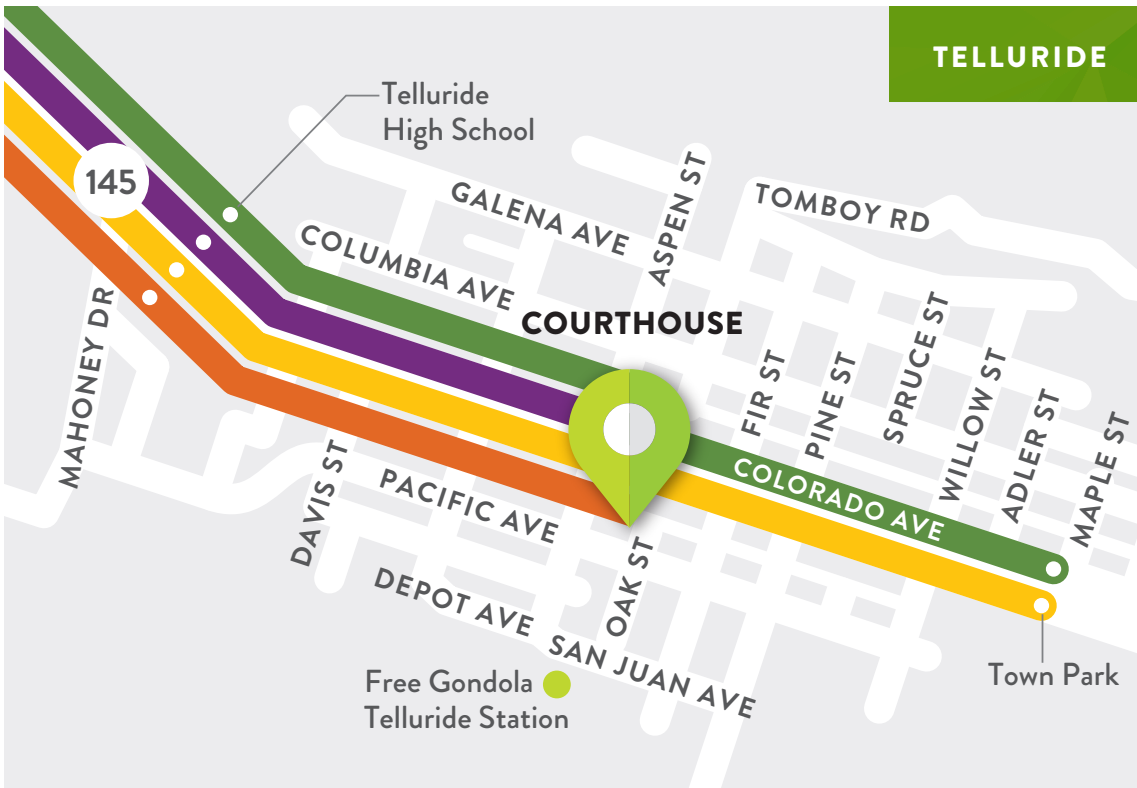 TELLURIDE
Telluride
High School
145
GALENA AVE
ASPEN ST
TOMBOY RD
COLUMBIA AVE
COURTHOUSE
MAHONEY DR
FIR ST
PINE ST
SPRUCE ST
WILLOW ST
ADLER ST
MAPLE ST
COLORADO AVE
DAVIS ST
PACIFIC AVE
OAK ST
DEPOT AVE
SAN JUAN AVE
Town Park
Free Gondola
Telluride Station